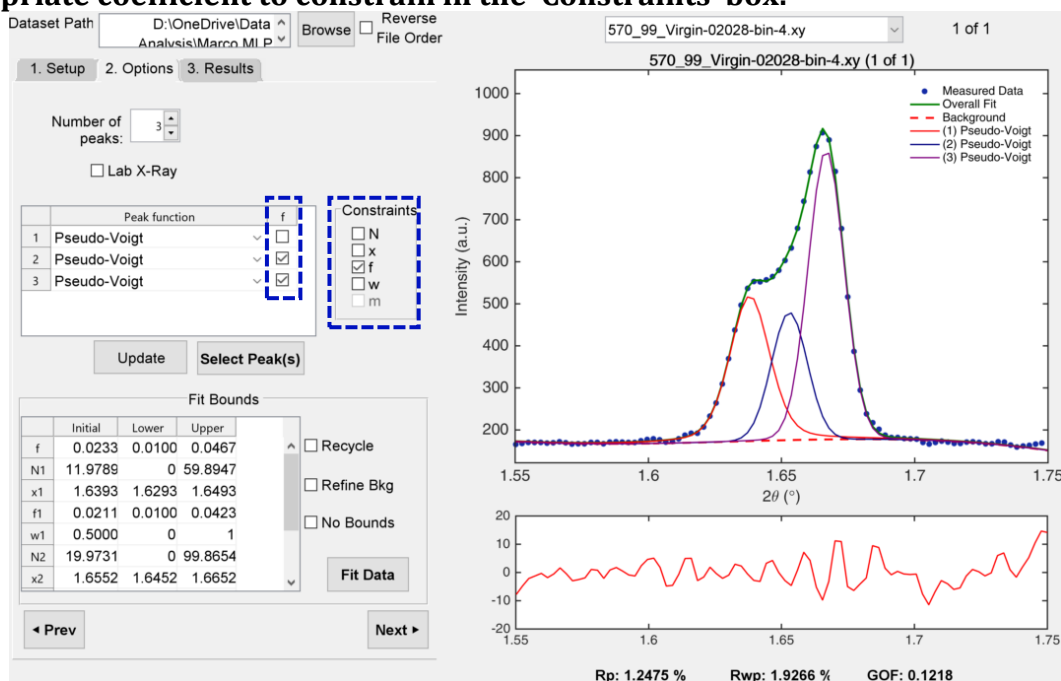 priate coefficient to constrain in the 'Constraints' box.
Dataset Path
D:\OneDrive\Data
Analysis\Marco MLP
Browse
Reverse
File Order
1. Setup
2. Options
3. Results
Number of
peaks:
3
Lab X-Ray
Peak function f
1 Pseudo-Voigt
2 Pseudo-Voigt
3 Pseudo-Voigt
Constraints
N
x
f
w
m
Update
Select Peak(s)
Fit Bounds
Initial Lower Upper
f 0.0233 0.0100 0.0467
N1 11.9789 0 59.8947
x1 1.6393 1.6293 1.6493
f1 0.0211 0.0100 0.0423
w1 0.5000 0 1
N2 19.9731 0 99.8654
x2 1.6552 1.6452 1.6652
Recycle
Refine Bkg
No Bounds
Fit Data
◂ Prev
Next ▸
570_99_Virgin-02028-bin-4.xy
1 of 1
570_99_Virgin-02028-bin-4.xy (1 of 1)
Measured Data
Overall Fit
Background
(1) Pseudo-Voigt
(2) Pseudo-Voigt
(3) Pseudo-Voigt
Intensity (a.u.)
1000
900
800
700
600
500
400
300
200
1.55 1.6 1.65 1.7 1.75
2θ (°)
20
10
0
-10
-20
1.55 1.6 1.65 1.7 1.75
Rp: 1.2475 % Rwp: 1.9266 % GOF: 0.1218